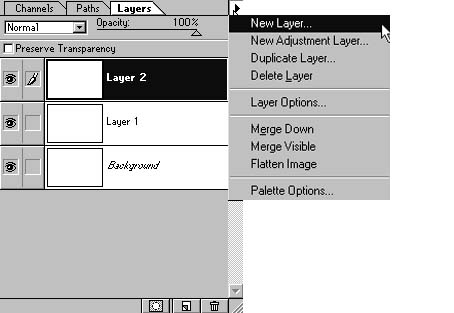 Channels Paths Layers
Normal Opacity: 100%
Preserve Transparency
Layer 2
Layer 1
Background
New Layer...
New Adjustment Layer...
Duplicate Layer...
Delete Layer
Layer Options...
Merge Down
Merge Visible
Flatten Image
Palette Options...